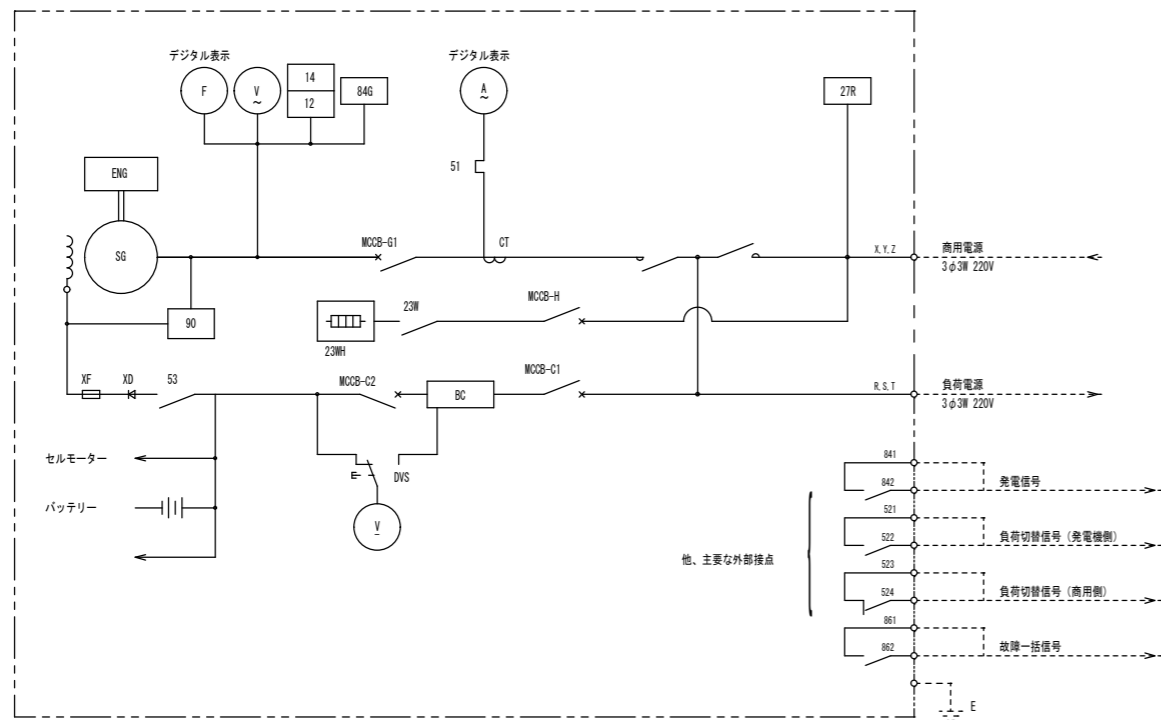 デジタル表示
デジタル表示
F
V
~
14
12
84G
A
~
27R
ENG
51
SG
MCCB-G1
CT
X,Y,Z
商用電源
3φ3W 220V
90
23WH
23W
MCCB-H
XF
XD
53
MCCB-C2
BC
MCCB-C1
R,S,T
負荷電源
3φ3W 220V
セルモーター
バッテリー
E
DVS
V
他、主要な外部接点
841
842
発電信号
521
522
負荷切替信号（発電機側）
523
524
負荷切替信号（商用側）
861
862
故障一括信号
E